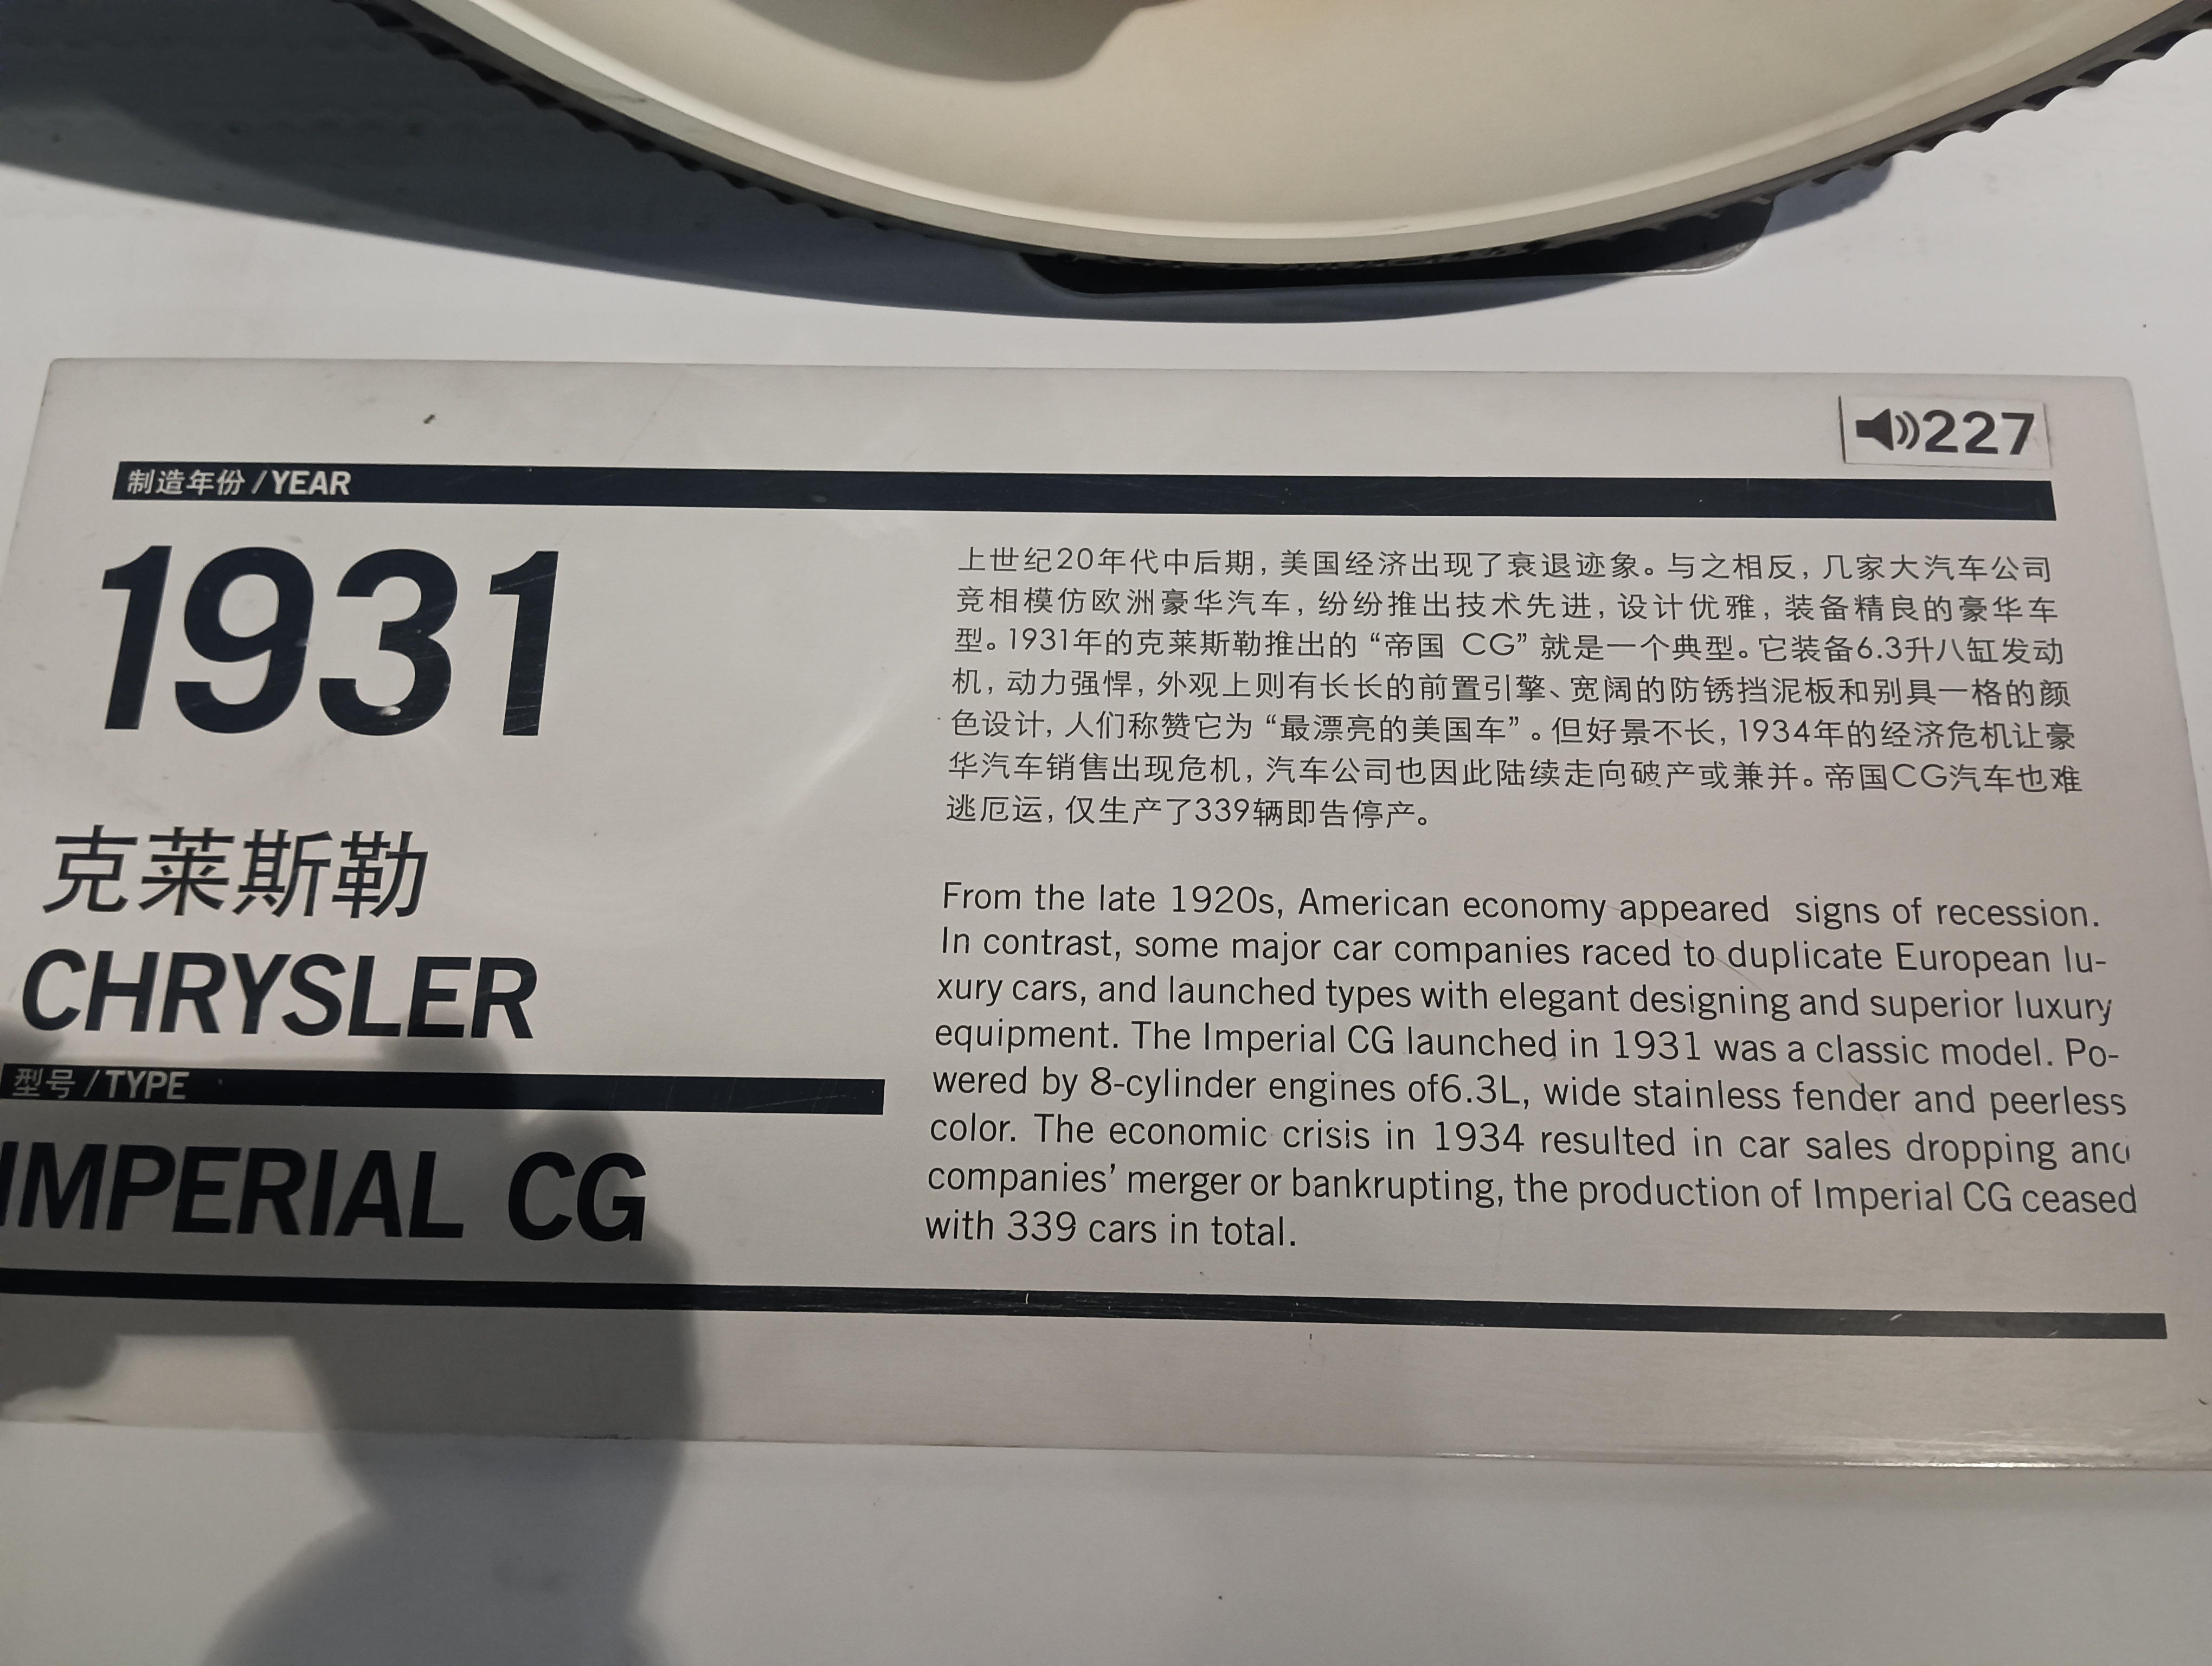 227
制造年份 / YEAR
1931
克莱斯勒
CHRYSLER
型号 / TYPE
IMPERIAL CG
上世纪20年代中后期，美国经济出现了衰退迹象。与之相反，几家大汽车公司
竞相模仿欧洲豪华汽车，纷纷推出技术先进，设计优雅，装备精良的豪华车
型。1931年的克莱斯勒推出的“帝国 CG”就是一个典型。它装备6.3升八缸发动
机，动力强悍，外观上则有长长的前置引擎、宽阔的防锈挡泥板和别具一格的颜
色设计，人们称赞它为“最漂亮的美国车”。但好景不长，1934年的经济危机让豪
华汽车销售出现危机，汽车公司也因此陆续走向破产或兼并。帝国CG汽车也难
逃厄运，仅生产了339辆即告停产。
From the late 1920s, American economy appeared signs of recession.
In contrast, some major car companies raced to duplicate European lu-
xury cars, and launched types with elegant designing and superior luxury
equipment. The Imperial CG launched in 1931 was a classic model. Po-
wered by 8-cylinder engines of6.3L, wide stainless fender and peerless
color. The economic crisis in 1934 resulted in car sales dropping and
companies' merger or bankrupting, the production of Imperial CG ceased
with 339 cars in total.